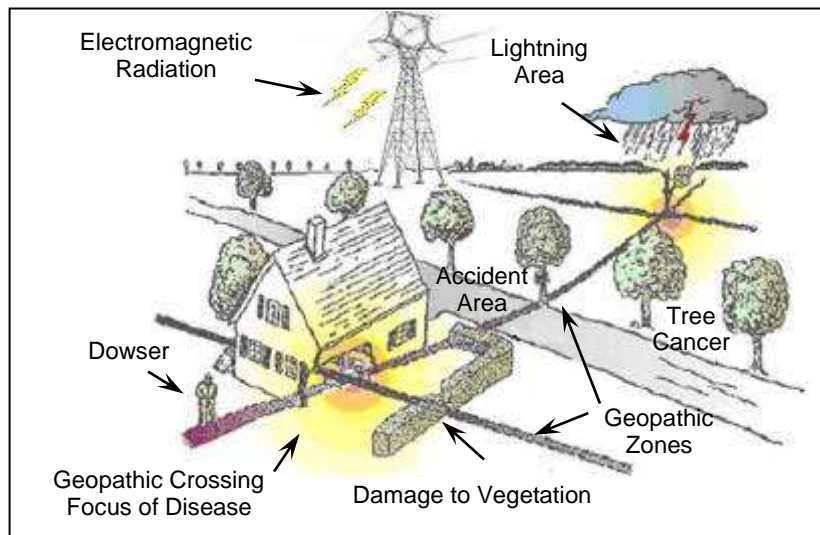 Electromagnetic
Radiation
Lightning
Area
Accident
Area
Tree
Cancer
Dowser
Geopathic
Zones
Geopathic Crossing
Focus of Disease
Damage to Vegetation